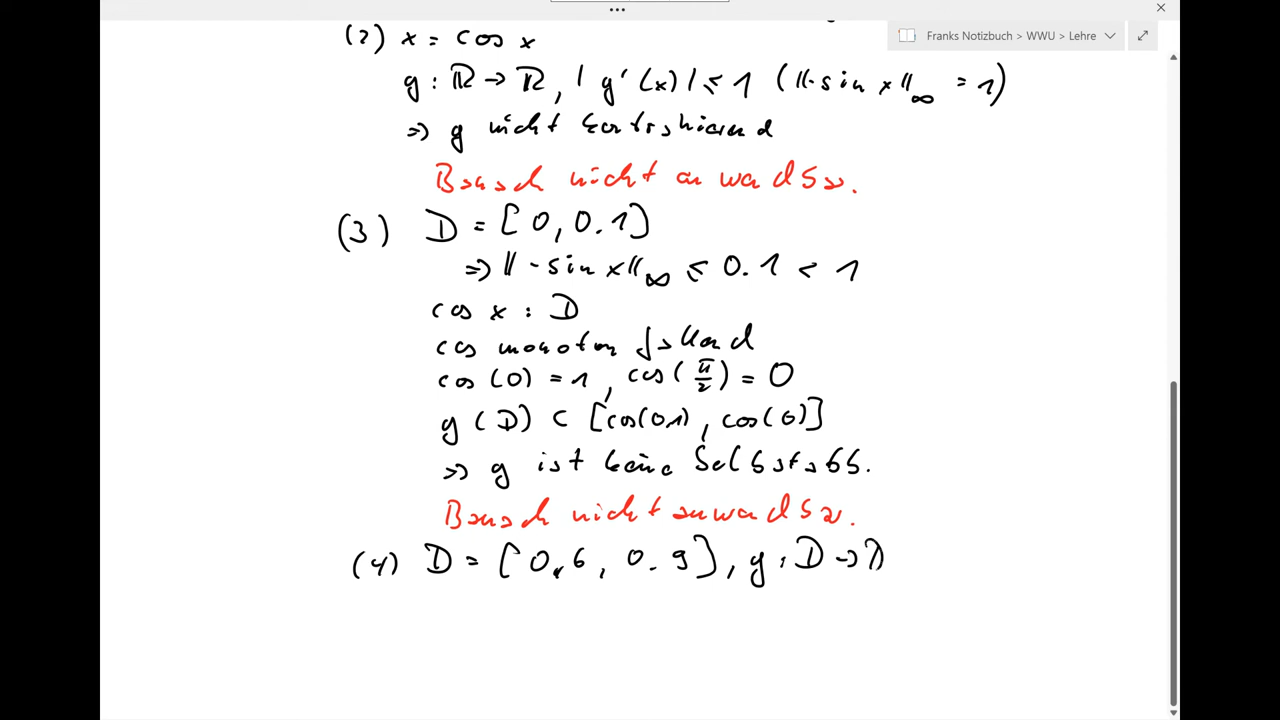 Franks Notizbuch > WWU > Lehre
(2) x = cos x
g : ℝ → ℝ, | g'(x) | ≤ 1 (‖-sin x‖∞ = 1)
⇒ g nicht kontrahierend
Banach nicht anwendbar.
(3) D = [0, 0.1]
⇒ ‖-sin x‖∞ ≤ 0.1 < 1
cos x : D
cos monoton fallend
cos(0) = 1, cos(π/2) = 0
g(D) ⊂ [cos(0.1), cos(0)]
⇒ g ist keine Selbstabb.
Banach nicht anwendbar.
(4) D = [0.6, 0.9], g : D → D